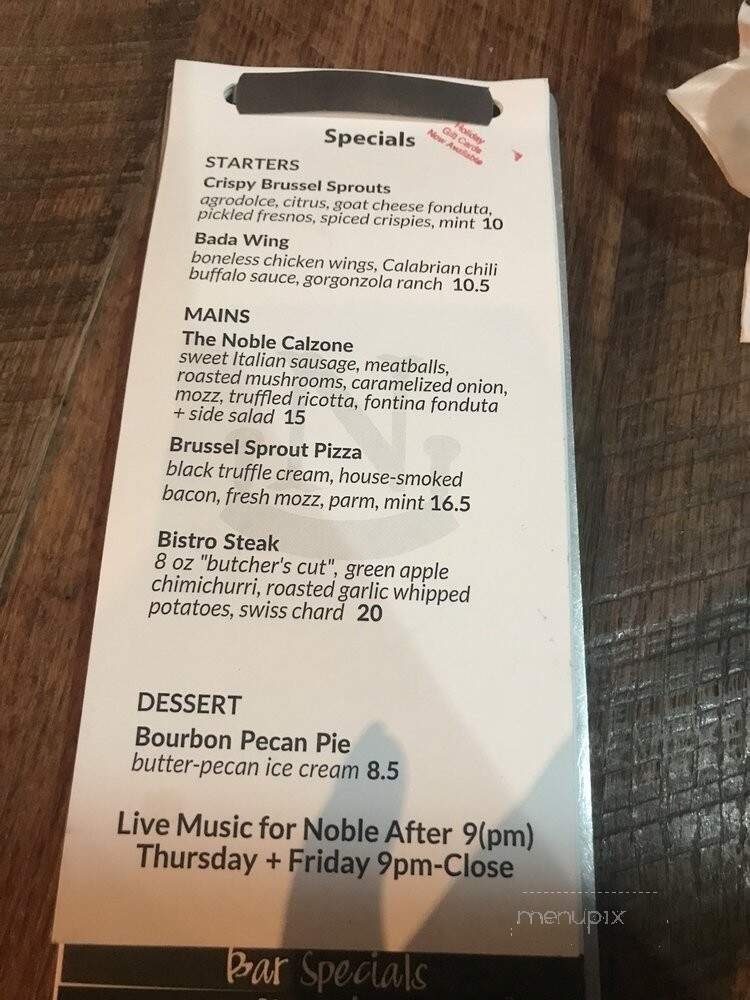 Specials
Holiday
Gift Cards
Now Available
STARTERS
Crispy Brussel Sprouts
agrodolce, citrus, goat cheese fonduta,
pickled fresnos, spiced crispies, mint 10
Bada Wing
boneless chicken wings, Calabrian chili
buffalo sauce, gorgonzola ranch 10.5
MAINS
The Noble Calzone
sweet Italian sausage, meatballs,
roasted mushrooms, caramelized onion,
mozz, truffled ricotta, fontina fonduta
+ side salad 15
Brussel Sprout Pizza
black truffle cream, house-smoked
bacon, fresh mozz, parm, mint 16.5
Bistro Steak
8 oz "butcher's cut", green apple
chimichurri, roasted garlic whipped
potatoes, swiss chard 20
DESSERT
Bourbon Pecan Pie
butter-pecan ice cream 8.5
Live Music for Noble After 9(pm)
Thursday + Friday 9pm-Close
menupix
Bar Specials